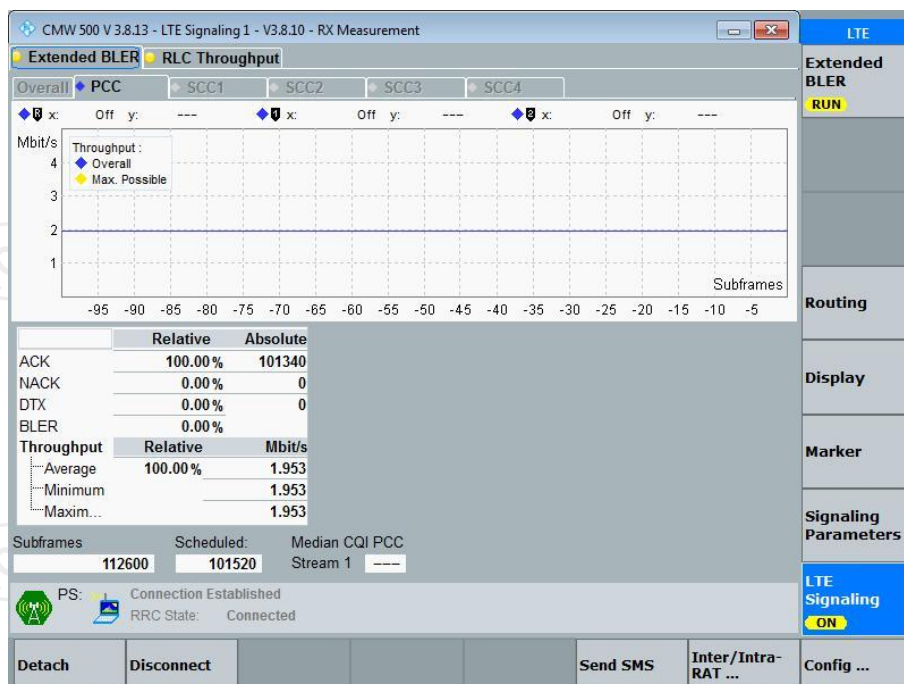 CMW 500 V 3.8.13 - LTE Signaling 1 - V3.8.10 - RX Measurement
LTE
Extended BLER RLC Throughput
Extended BLER
RUN
Overall PCC SCC1 SCC2 SCC3 SCC4
R x: Off y: --- 1 x: Off y: --- 2 x: Off y: ---
Mbit/s
Throughput :
Overall
Max. Possible
4
3
2
1
Subframes
-95 -90 -85 -80 -75 -70 -65 -60 -55 -50 -45 -40 -35 -30 -25 -20 -15 -10 -5
Relative Absolute
ACK 100.00 % 101340
NACK 0.00 % 0
DTX 0.00 % 0
BLER 0.00 %
Throughput Relative Mbit/s
Average 100.00 % 1.953
Minimum 1.953
Maxim... 1.953
Subframes Scheduled: Median CQI PCC
112600 101520 Stream 1 ---
PS: Connection Established
RRC State: Connected
Routing
Display
Marker
Signaling
Parameters
LTE
Signaling
ON
Detach Disconnect Send SMS Inter/Intra-
RAT ... Config ...